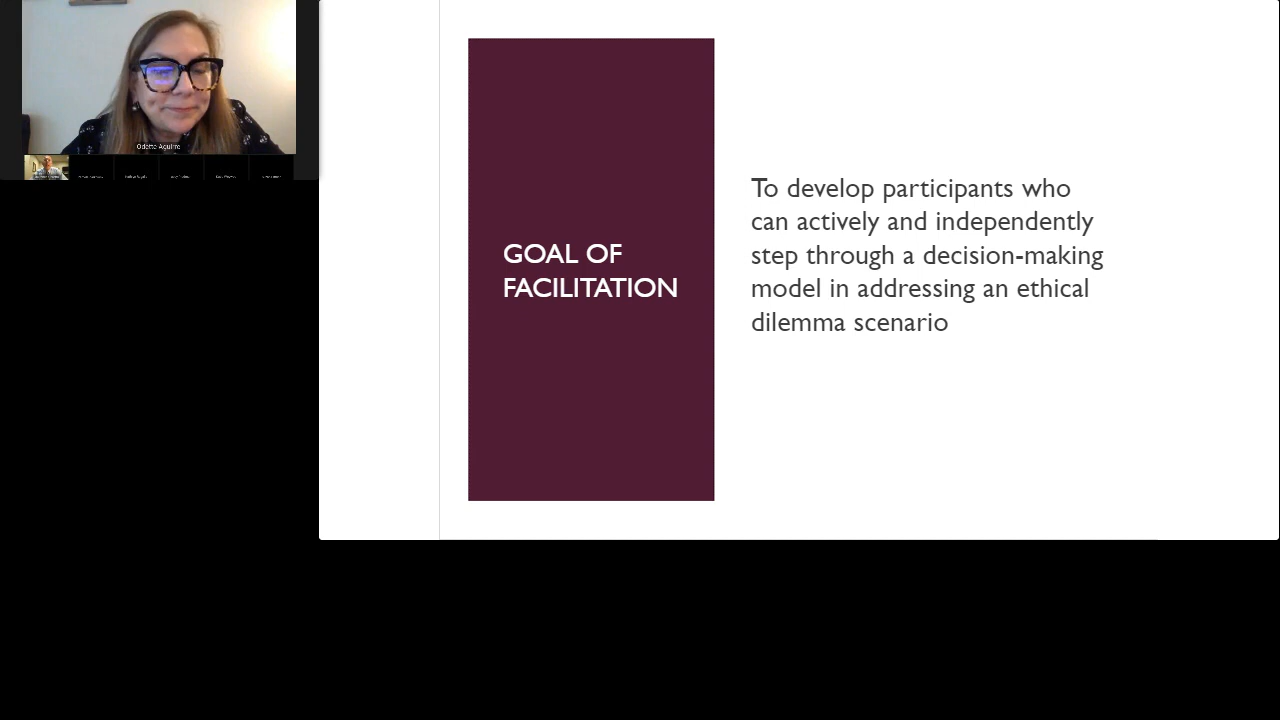 Odette Aguirre
GOAL OF
FACILITATION
To develop participants who
can actively and independently
step through a decision-making
model in addressing an ethical
dilemma scenario